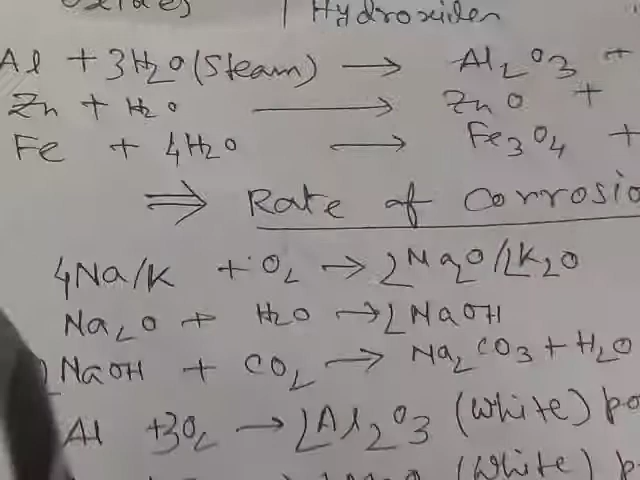 Oxides | Hydroxides
Al + 3H2O (Steam) → Al2O3 +
Zn + H2O → ZnO +
Fe + 4H2O → Fe3O4 +
⇒ Rate of Corrosio
4Na/K + O2 → 2Na2O/2K2O
Na2O + H2O → 2NaOH
2NaOH + CO2 → Na2CO3 + H2O
Al + 3O2 → 2Al2O3 (White) po
(White) p